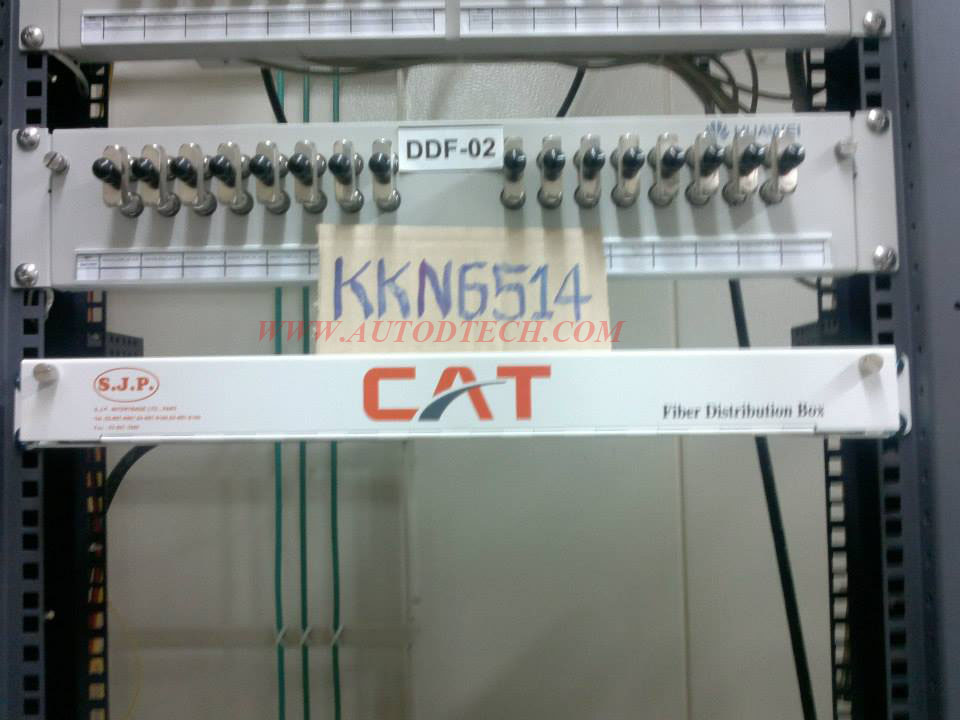 HUAWEI
DDF-02
KKN6514
WWW.AUTODTECH.COM
S.J.P.
CAT
Fiber Distribution Box